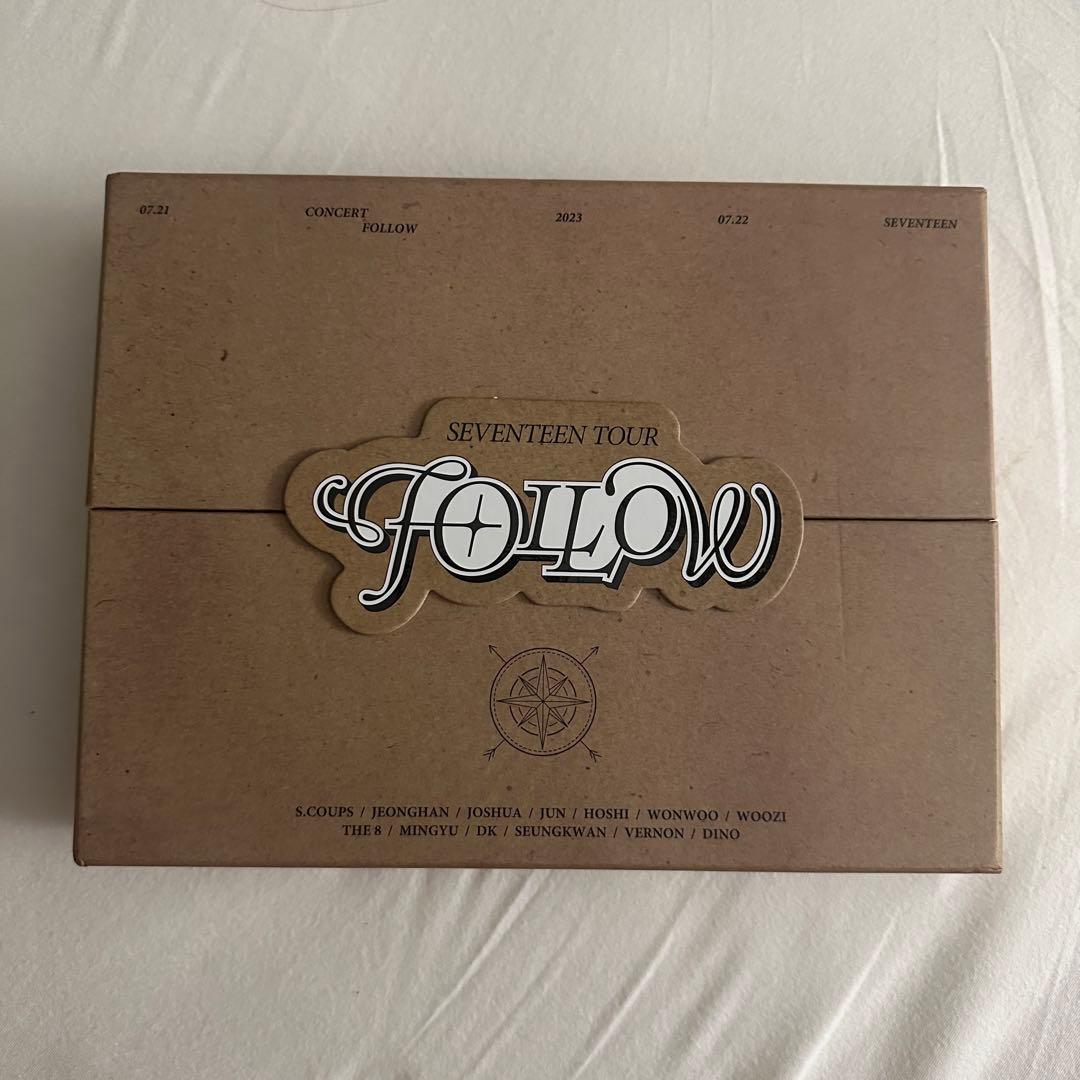 07.21
CONCERT
FOLLOW
2023
07.22
SEVENTEEN
SEVENTEEN TOUR
FOLLOW
S.COUPS / JEONGHAN / JOSHUA / JUN / HOSHI / WONWOO / WOOZI
THE 8 / MINGYU / DK / SEUNGKWAN / VERNON / DINO